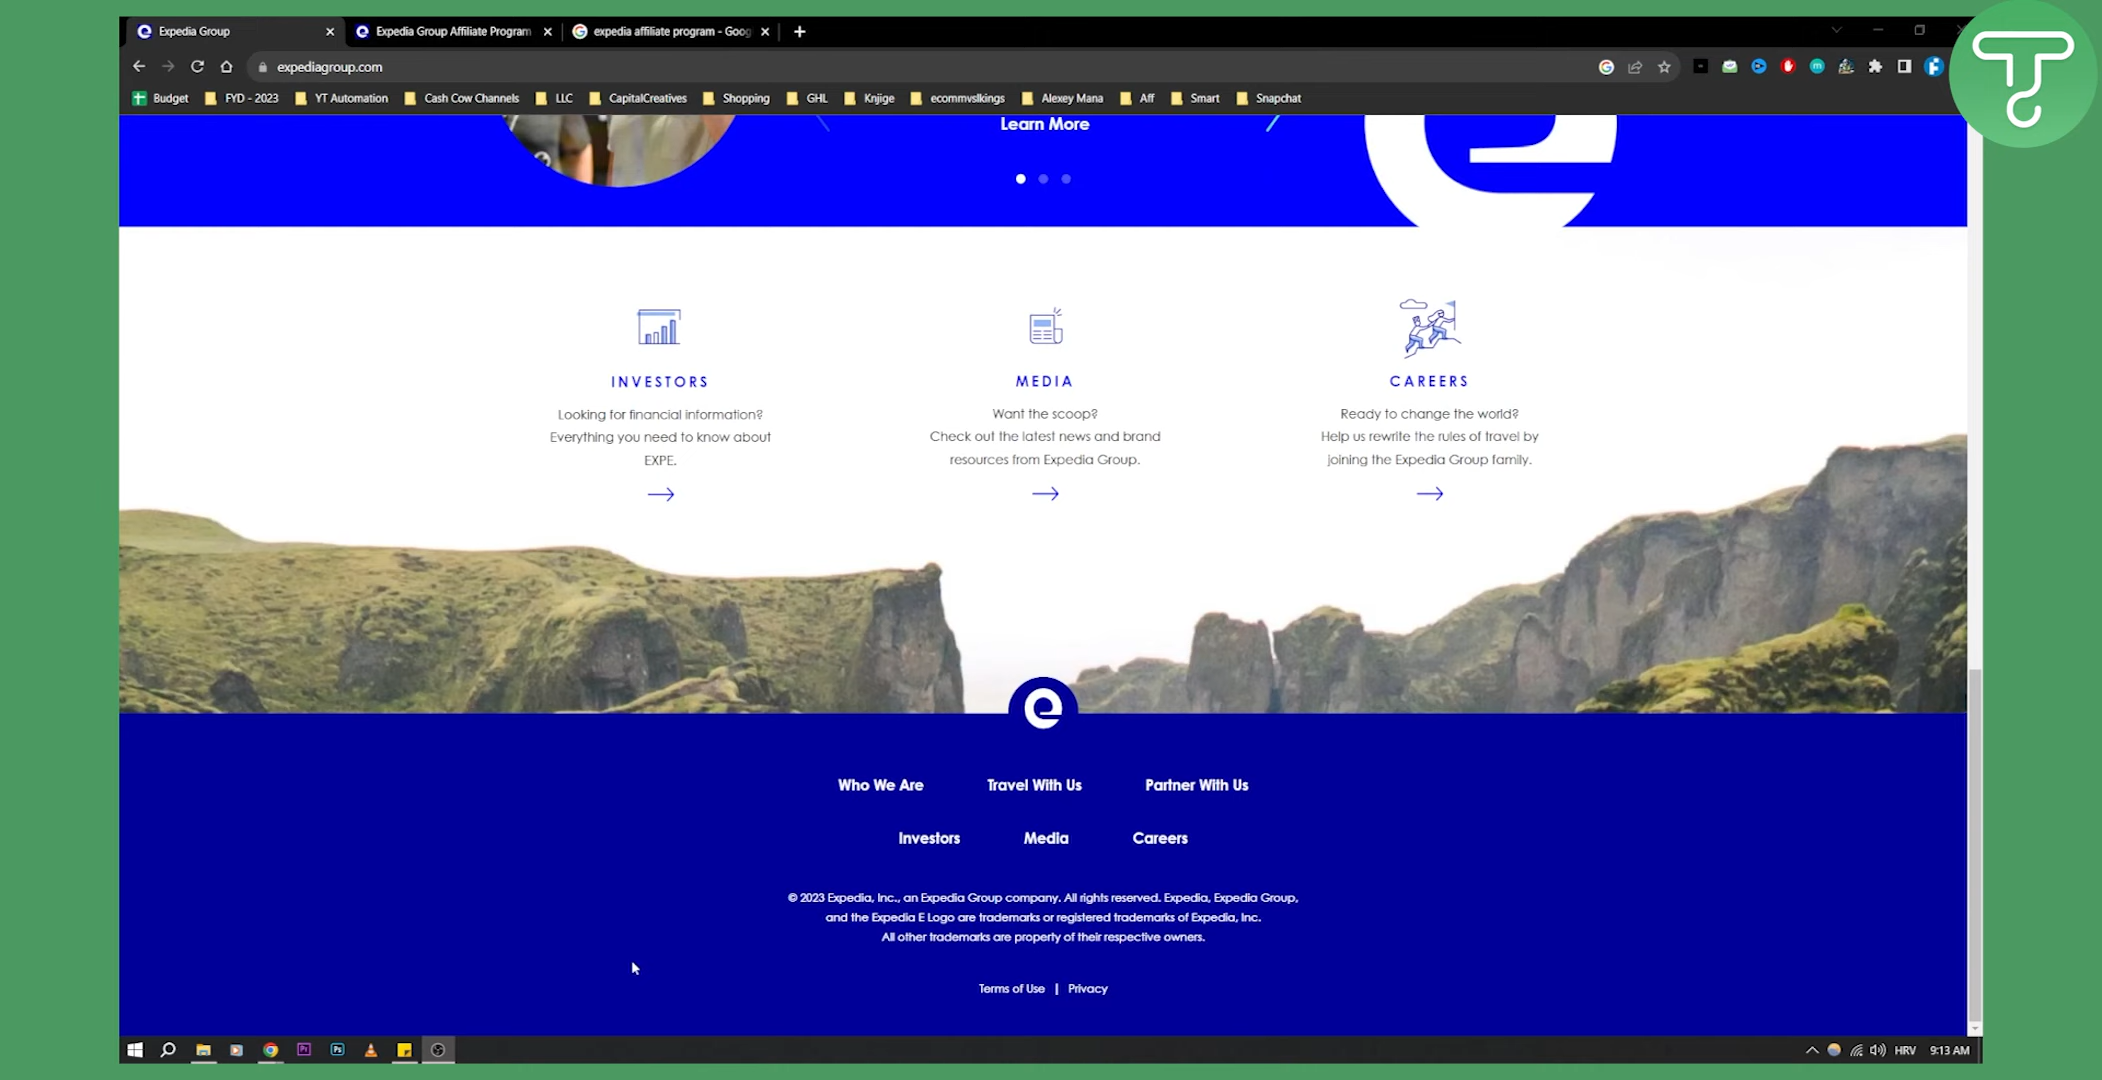 Expedia Group
Expedia Group Affiliate Program
expedia affiliate program - Goog
expediagroup.com
Budget
FYD - 2023
YT Automation
Cash Cow Channels
LLC
CapitalCreatives
Shopping
GHL
Knjige
ecommvslkings
Alexey Mana
Aff
Smart
Snapchat
Learn More
INVESTORS
Looking for financial information?
Everything you need to know about
EXPE.
MEDIA
Want the scoop?
Check out the latest news and brand
resources from Expedia Group.
CAREERS
Ready to change the world?
Help us rewrite the rules of travel by
joining the Expedia Group family.
Who We Are
Travel With Us
Partner With Us
Investors
Media
Careers
© 2023 Expedia, Inc., an Expedia Group company. All rights reserved. Expedia, Expedia Group,
and the Expedia E Logo are trademarks or registered trademarks of Expedia, Inc.
All other trademarks are property of their respective owners.
Terms of Use | Privacy
Pr
Ps
HRV
9:13 AM